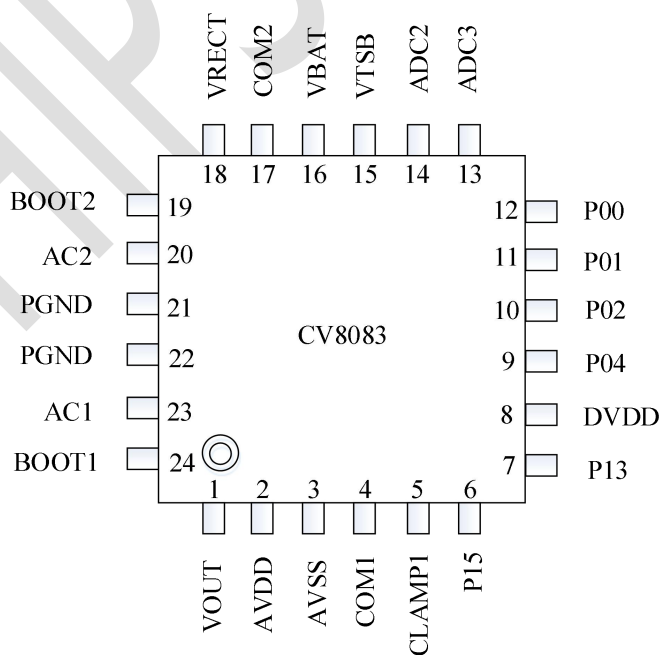 VRECT
COM2
VBAT
VTSB
ADC2
ADC3
18
17
16
15
14
13
BOOT2
19
12
P00
AC2
20
11
P01
PGND
21
10
P02
CV8083
PGND
22
9
P04
AC1
23
8
DVDD
BOOT1
24
7
P13
1
2
3
4
5
6
VOUT
AVDD
AVSS
COM1
CLAMP1
P15